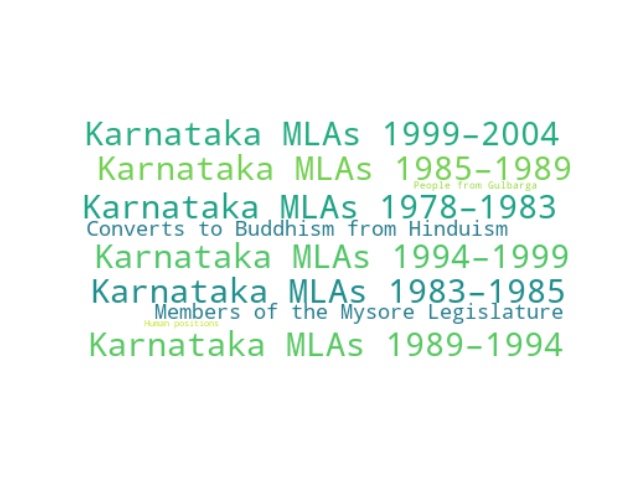 Karnataka MLAs 1999–2004
Karnataka MLAs 1985–1989
People from Gulbarga
Karnataka MLAs 1978–1983
Converts to Buddhism from Hinduism
Karnataka MLAs 1994–1999
Karnataka MLAs 1983–1985
Members of the Mysore Legislature
Human positions
Karnataka MLAs 1989–1994